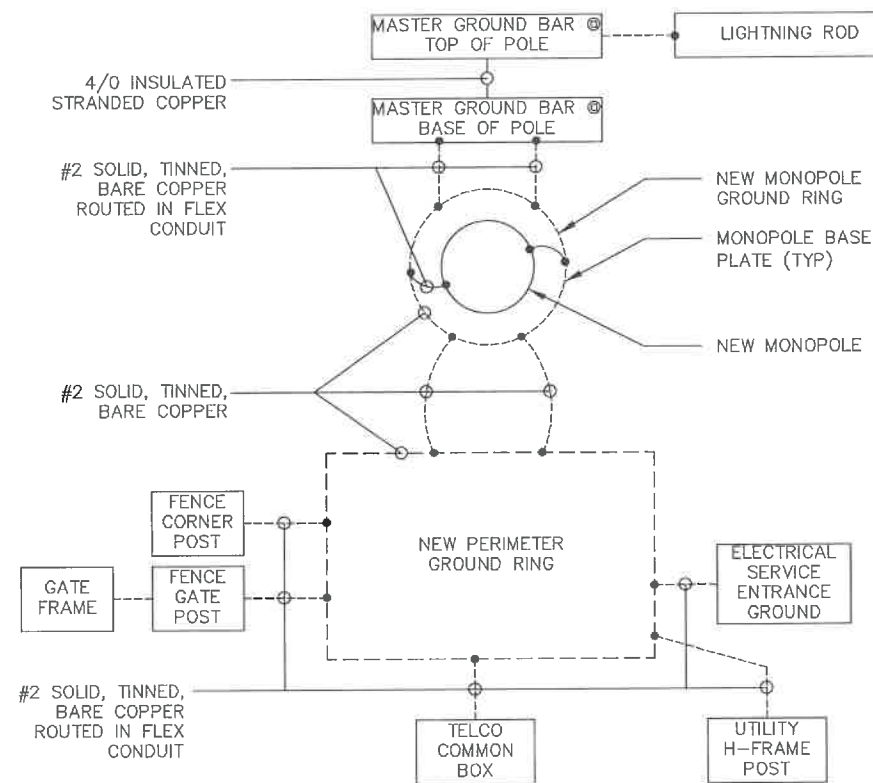 MASTER GROUND BAR @
TOP OF POLE
LIGHTNING ROD
4/0 INSULATED
STRANDED COPPER
MASTER GROUND BAR @
BASE OF POLE
#2 SOLID, TINNED,
BARE COPPER
ROUTED IN FLEX
CONDUIT
NEW MONOPOLE
GROUND RING
MONOPOLE BASE
PLATE (TYP)
NEW MONOPOLE
#2 SOLID, TINNED,
BARE COPPER
FENCE
CORNER
POST
NEW PERIMETER
GROUND RING
ELECTRICAL
SERVICE
ENTRANCE
GROUND
GATE
FRAME
FENCE
GATE
POST
#2 SOLID, TINNED,
BARE COPPER
ROUTED IN FLEX
CONDUIT
TELCO
COMMON
BOX
UTILITY
H-FRAME
POST